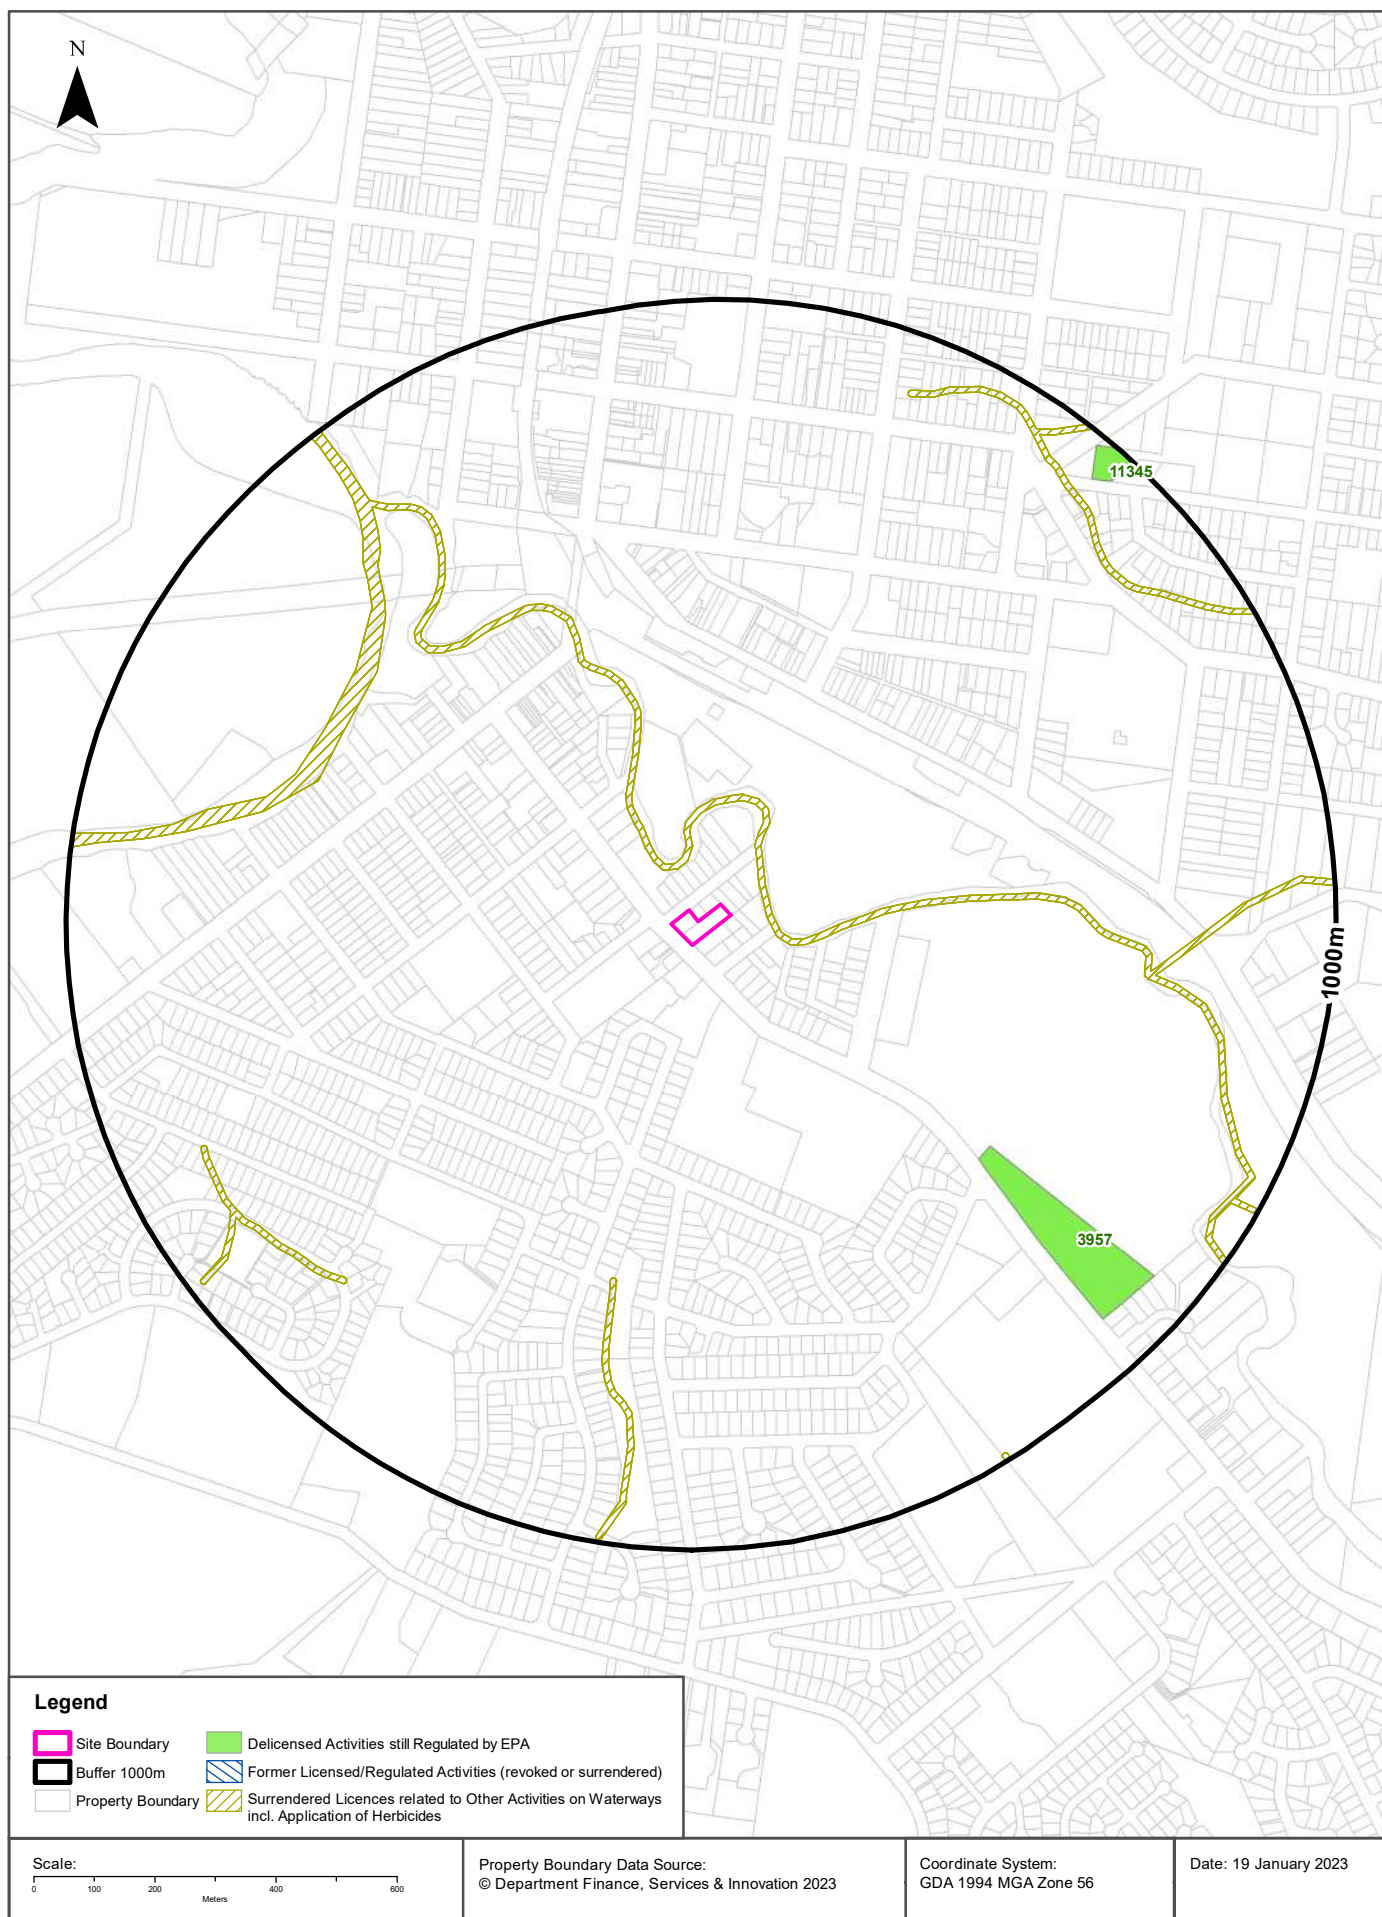 N
11345
1000m
3957
Legend
Site Boundary
Buffer 1000m
Property Boundary
Delicensed Activities still Regulated by EPA
Former Licensed/Regulated Activities (revoked or surrendered)
Surrendered Licences related to Other Activities on Waterways
incl. Application of Herbicides
Scale:
0 100 200 400 600
Meters
Property Boundary Data Source:
© Department Finance, Services & Innovation 2023
Coordinate System:
GDA 1994 MGA Zone 56
Date: 19 January 2023